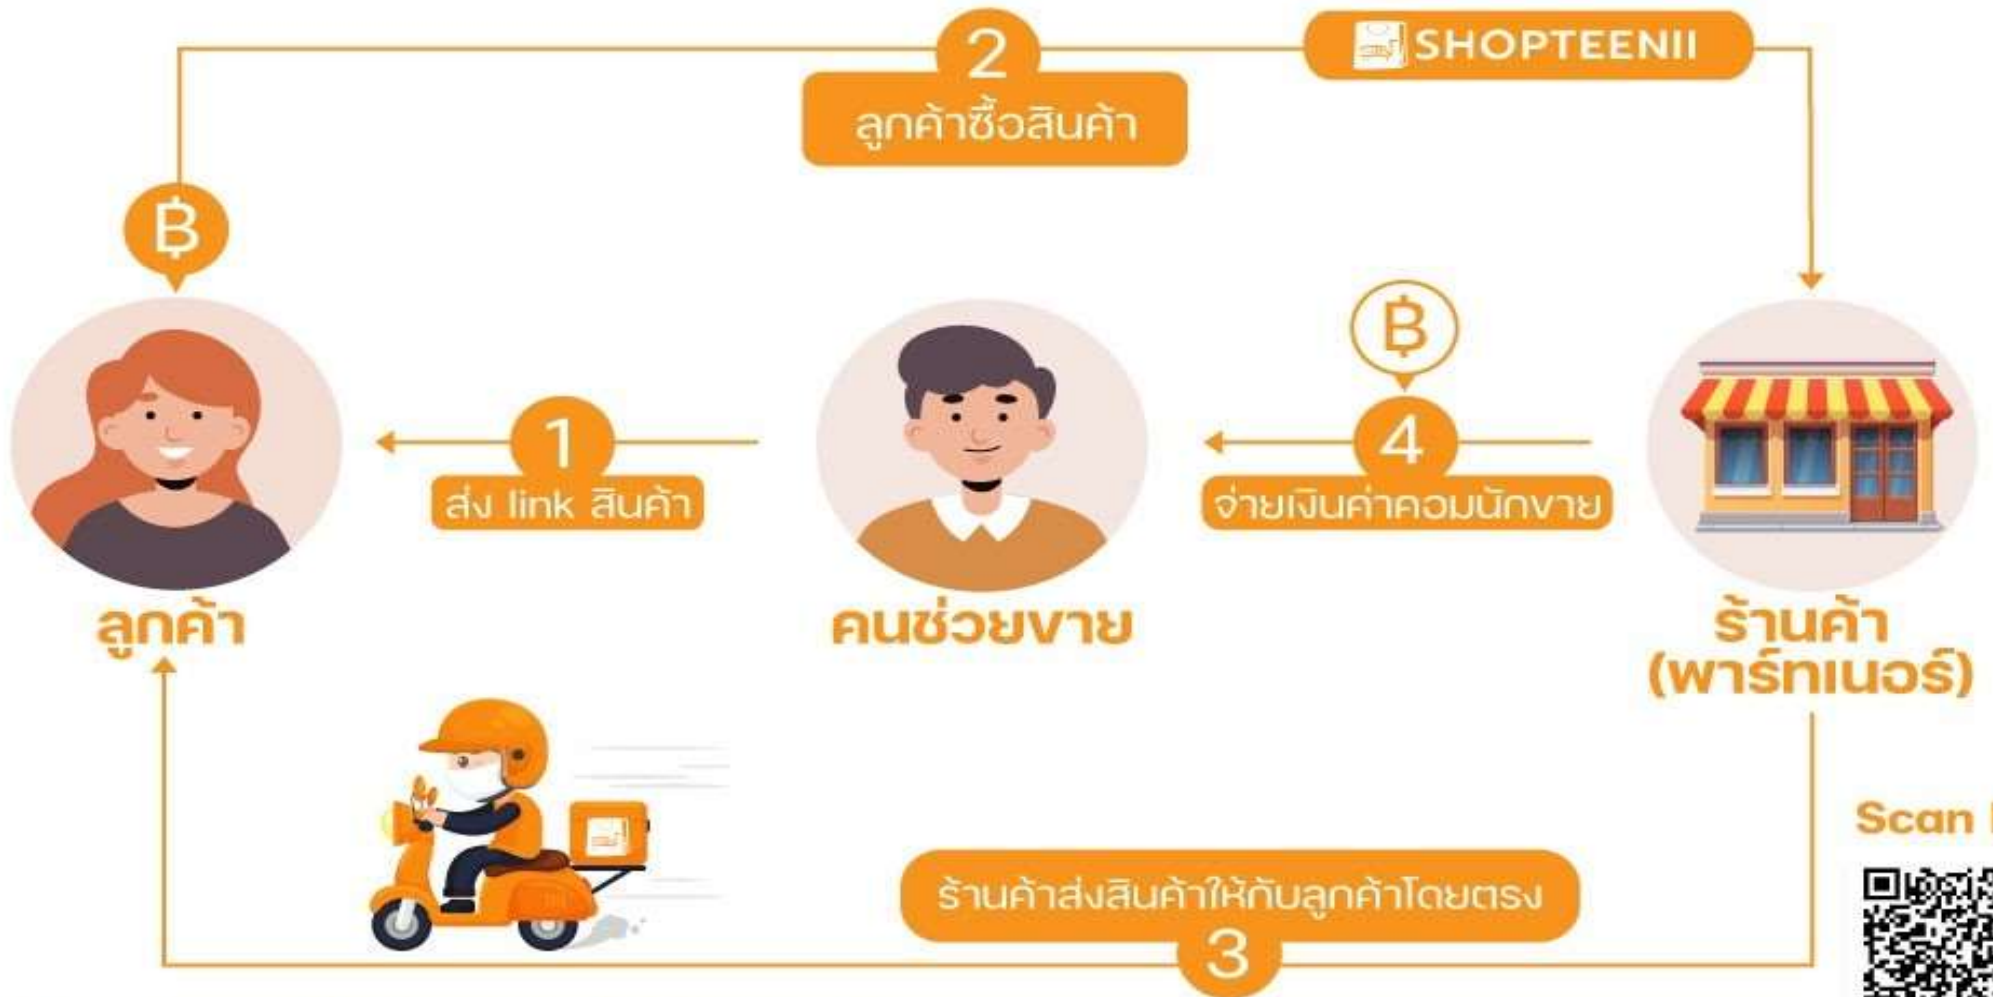 2
SHOPTEENII
ลูกค้าซื้อสินค้า
฿
฿
1
ส่ง link สินค้า
4
จ่ายเงินค่าคอมนักขาย
ลูกค้า
คนช่วยขาย
ร้านค้า
(พาร์ทเนอร์)
Scan
ร้านค้าส่งสินค้าให้กับลูกค้าโดยตรง
3